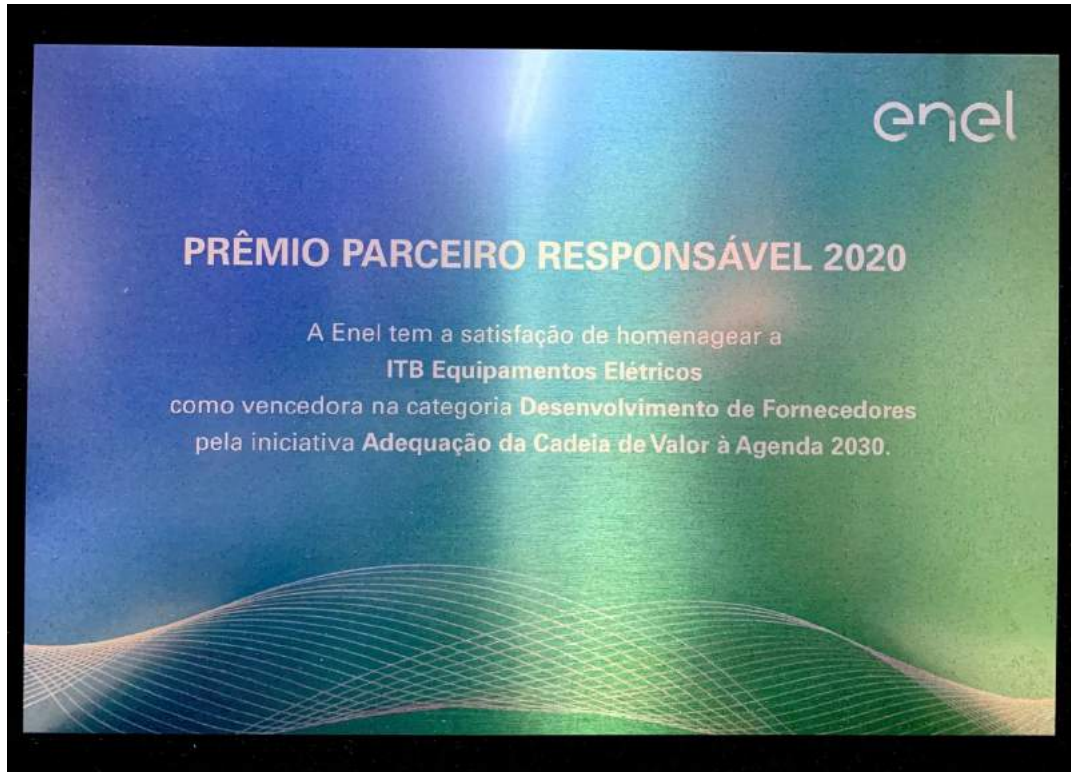 enel
PRÊMIO PARCEIRO RESPONSÁVEL 2020
A Enel tem a satisfação de homenagear a
ITB Equipamentos Elétricos
como vencedora na categoria Desenvolvimento de Fornecedores
pela iniciativa Adequação da Cadeia de Valor à Agenda 2030.